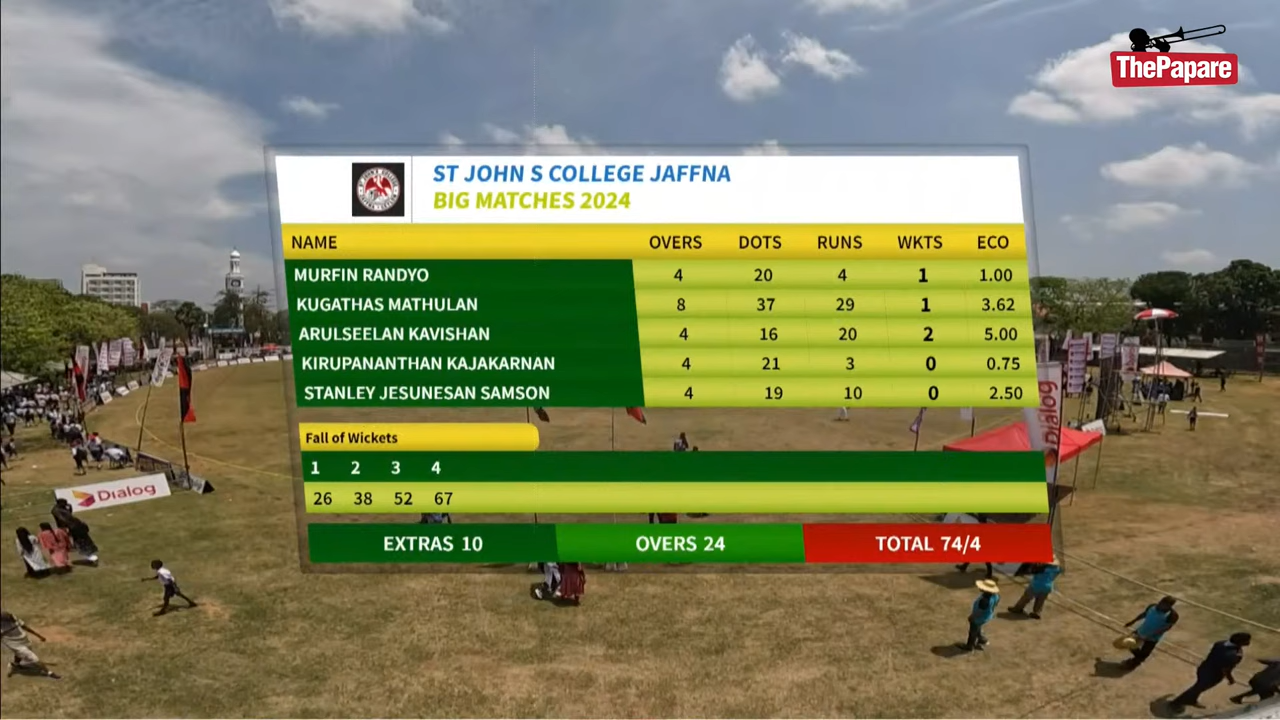 ThePapare
ST JOHN S COLLEGE JAFFNA
BIG MATCHES 2024
NAME OVERS DOTS RUNS WKTS ECO
MURFIN RANDYO 4 20 4 1 1.00
KUGATHAS MATHULAN 8 37 29 1 3.62
ARULSEELAN KAVISHAN 4 16 20 2 5.00
KIRUPANANTHAN KAJAKARNAN 4 21 3 0 0.75
STANLEY JESUNESAN SAMSON 4 19 10 0 2.50
Fall of Wickets
1 2 3 4
26 38 52 67
EXTRAS 10 OVERS 24 TOTAL 74/4
Dialog
Dialog